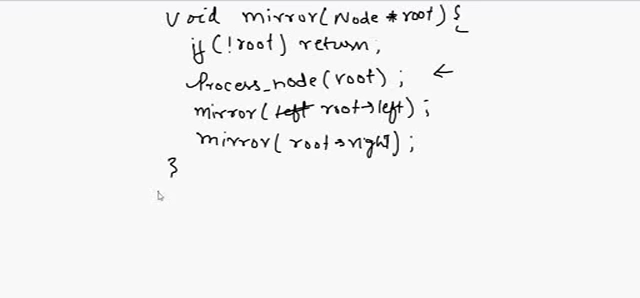 void mirror(Node *root) {
if (!root) return;
Process_node(root); ←
mirror(left root→left);
mirror(root→right);
}